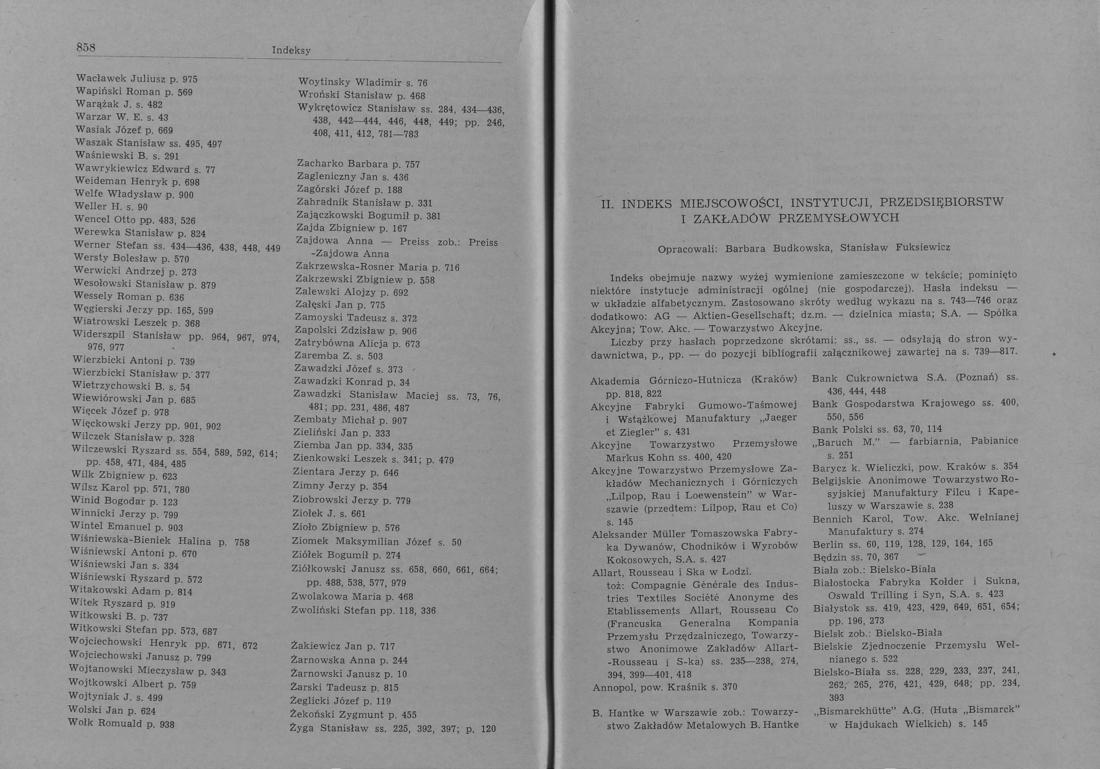 858
Indeksy
Wacławek Juliusz p. 975
Wapiński Roman p. 569
Warążak J. s. 482
Warzar W. E. s. 43
Wasiak Józef p. 669
Waszak Stanisław ss. 495, 497
Waśniewski B. s. 291
Wawrykiewicz Edward s. 77
Weideman Henryk p. 698
Welfe Władysław p. 900
Weller H. s. 90
Wencel Otto pp. 483, 526
Werewka Stanisław p. 824
Werner Stefan ss. 434—436, 438, 448, 449
Wersty Bolesław p. 570
Werwicki Andrzej p. 273
Wesołowski Stanisław p. 879
Wessely Roman p. 636
Węgierski Jerzy pp. 165, 599
Wiatrowski Leszek p. 368
Widerszpil Stanisław pp. 964, 967, 974,
976, 977
Wierzbicki Antoni p. 739
Wierzbicki Stanisław p. 377
Wietrzychowski B. s. 54
Wiewiórowski Jan p. 685
Więcek Józef p. 978
Więckowski Jerzy pp. 901, 902
Wilczek Stanisław p. 328
Wilczewski Ryszard ss. 554, 589, 592, 614;
pp. 458, 471, 484, 485
Wilk Zbigniew p. 623
Wilsz Karol pp. 571, 780
Winid Bogodar p. 123
Winnicki Jerzy p. 799
Wintel Emanuel p. 903
Wiśniewska-Bieniek Halina p. 758
Wiśniewski Antoni p. 670
Wiśniewski Jan s. 334
Wiśniewski Ryszard p. 572
Witakowski Adam p. 814
Witek Ryszard p. 919
Witkowski B. p. 737
Witkowski Stefan pp. 573, 687
Wojciechowski Henryk pp. 671, 672
Wojciechowski Janusz p. 799
Wojtanowski Mieczysław p. 343
Wojtkowski Albert p. 759
Wojtyniak J. s. 499
Wolski Jan p. 624
Wołk Romuald p. 938
Woytinsky Wladimir s. 76
Wroński Stanisław p. 468
Wykrętowicz Stanisław ss. 284, 434—436,
438, 442—444, 446, 448, 449; pp. 246,
408, 411, 412, 781—783
Zacharko Barbara p. 757
Zagleniczny Jan s. 436
Zagórski Józef p. 188
Zahradnik Stanisław p. 331
Zajączkowski Bogumił p. 381
Zajda Zbigniew p. 167
Zajdowa Anna — Preiss zob.: Preiss
-Zajdowa Anna
Zakrzewska-Rosner Maria p. 716
Zakrzewski Zbigniew p. 558
Zalewski Alojzy p. 692
Załęski Jan p. 775
Zamoyski Tadeusz s. 372
Zapolski Zdzisław p. 906
Zatrybówna Alicja p. 673
Zaremba Z. s. 503
Zawadzki Józef s. 373
Zawadzki Konrad p. 34
Zawadzki Stanisław Maciej ss. 73, 76,
481; pp. 231, 486, 487
Zembaty Michał p. 907
Zieliński Jan p. 333
Ziemba Jan pp. 334, 335
Zienkowski Leszek s. 341; p. 479
Zientara Jerzy p. 646
Zimny Jerzy p. 354
Ziobrowski Jerzy p. 779
Ziołek J. s. 661
Zioło Zbigniew p. 576
Ziomek Maksymilian Józef s. 50
Ziółek Bogumił p. 274
Ziółkowski Janusz ss. 658, 660, 661, 664;
pp. 488, 538, 577, 979
Zwolakowa Maria p. 468
Zwoliński Stefan pp. 118, 336
Żakiewicz Jan p. 717
Żarnowska Anna p. 244
Żarnowski Janusz p. 10
Żarski Tadeusz p. 815
Żeglicki Józef p. 119
Żekoński Zygmunt p. 455
Żyga Stanisław ss. 225, 392, 397; p. 120
II. INDEKS MIEJSCOWOŚCI, INSTYTUCJI, PRZEDSIĘBIORSTW
I ZAKŁADÓW PRZEMYSŁOWYCH
Opracowali: Barbara Budkowska, Stanisław Fuksiewicz
Indeks obejmuje nazwy wyżej wymienione zamieszczone w tekście; pominięto
niektóre instytucje administracji ogólnej (nie gospodarczej). Hasła indeksu —
w układzie alfabetycznym. Zastosowano skróty według wykazu na s. 743—746 oraz
dodatkowo: AG — Aktien-Gesellschaft; dz.m. — dzielnica miasta; S.A. — Spółka
Akcyjna; Tow. Akc. — Towarzystwo Akcyjne.
Liczby przy hasłach poprzedzone skrótami: ss., ss. — odsyłają do stron wy-
dawnictwa, p., pp. — do pozycji bibliografii załącznikowej zawartej na s. 739—817.
Akademia Górniczo-Hutnicza (Kraków)
pp. 818, 822
Akcyjne Fabryki Gumowo-Taśmowej
i Wstążkowej Manufaktury „Jaeger
et Ziegler" s. 431
Akcyjne Towarzystwo Przemysłowe
Markus Kohn ss. 400, 420
Akcyjne Towarzystwo Przemysłowe Za-
kładów Mechanicznych i Górniczych
„Lilpop, Rau i Loewenstein" w War-
szawie (przedtem: Lilpop, Rau et Co)
s. 145
Aleksander Müller Tomaszowska Fabry-
ka Dywanów, Chodników i Wyrobów
Kokosowych, S.A. s. 427
Allart, Rousseau i Ska w Łodzi.
toż: Compagnie Générale des Indus-
tries Textiles Société Anonyme des
Etablissements Allart, Rousseau Co
(Francuska Generalna Kompania
Przemysłu Przędzalniczego, Towarzy-
stwo Anonimowe Zakładów Allart-
-Rousseau i S-ka) ss. 235—238, 274,
394, 399—401, 418
Annopol, pow. Kraśnik s. 370
B. Hantke w Warszawie zob.: Towarzy-
stwo Zakładów Metalowych B. Hantke
Bank Cukrownictwa S.A. (Poznań) ss.
436, 444, 448
Bank Gospodarstwa Krajowego ss. 400,
550, 556
Bank Polski ss. 63, 70, 114
„Baruch M." — farbiarnia, Pabianice
s. 251
Barycz k. Wieliczki, pow. Kraków s. 354
Belgijskie Anonimowe Towarzystwo Ro-
syjskiej Manufaktury Filcu i Kape-
luszy w Warszawie s. 238
Bennich Karol, Tow. Akc. Wełnianej
Manufaktury s. 274
Berlin ss. 60, 119, 128, 129, 164, 165
Będzin ss. 70, 367
Biała zob.: Bielsko-Biała
Białostocka Fabryka Kołder i Sukna,
Oswald Trilling i Syn, S.A. s. 423
Białystok ss. 419, 423, 429, 649, 651, 654;
pp. 196, 273
Bielsk zob.: Bielsko-Biała
Bielskie Zjednoczenie Przemysłu Weł-
nianego s. 522
Bielsko-Biała ss. 228, 229, 233, 237, 241,
262, 265, 276, 421, 429, 648; pp. 234,
393
„Bismarckhütte" A.G. (Huta „Bismarck"
w Hajdukach Wielkich) s. 145